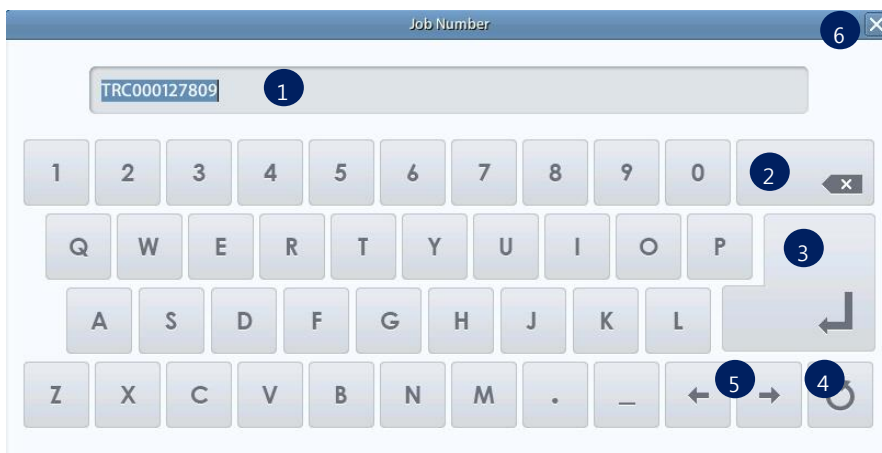 Job Number
6
TRC000127809 1
1 2 3 4 5 6 7 8 9 0 2
Q W E R T Y U I O P 3
A S D F G H J K L
Z X C V B N M . _ 5 4